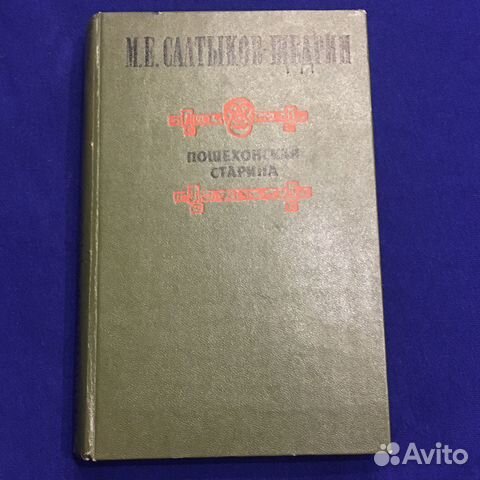 М.Е. САЛТЫКОВ-ЩЕДРИН
ПОШЕХОНСКАЯ
СТАРИНА
Avito